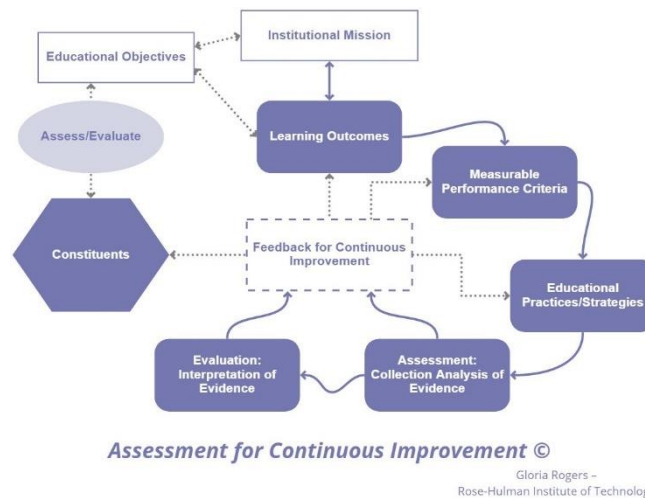 Institutional Mission
Educational Objectives
Assess/Evaluate
Learning Outcomes
Measurable
Performance Criteria
Constituents
Feedback for Continuous
Improvement
Educational
Practices/Strategies
Evaluation:
Interpretation of
Evidence
Assessment:
Collection Analysis of
Evidence
Assessment for Continuous Improvement ©
Gloria Rogers –
Rose-Hulman Institute of Technolog